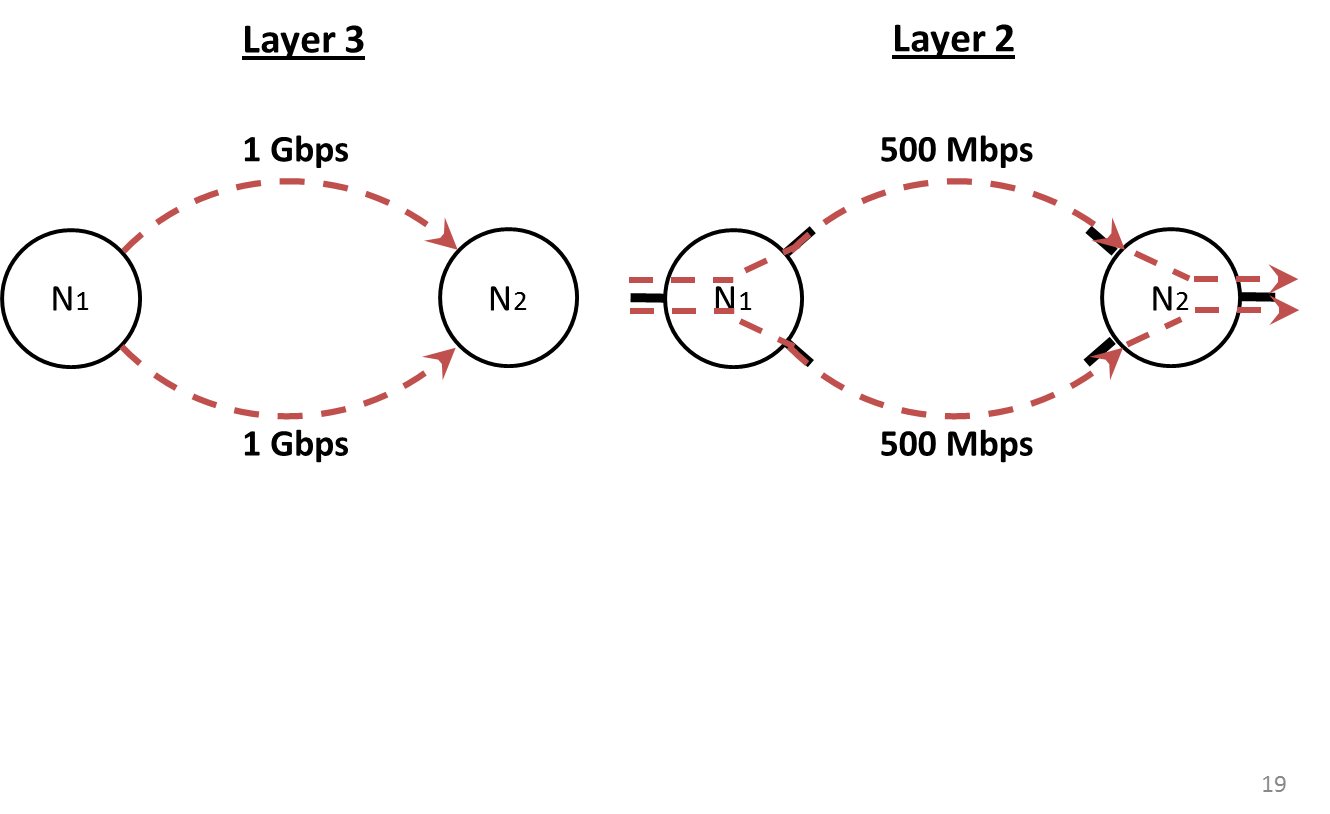 Layer 3
1 Gbps
N1
N2
1 Gbps
Layer 2
500 Mbps
N1
N2
500 Mbps
19